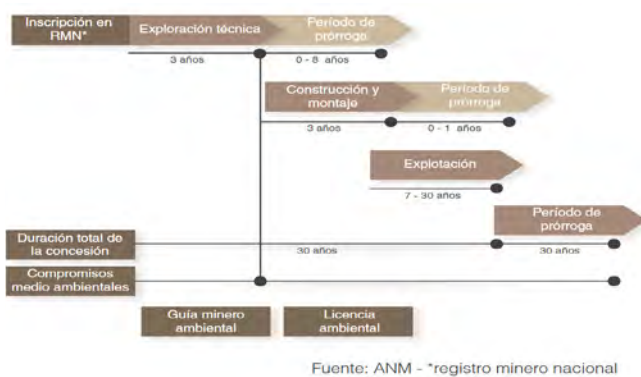 Inscripción en
RMN*
Exploración técnica
Período de
prórroga
3 años
0 - 8 años
Construcción y
montaje
Período de
prórroga
3 años
0 - 1 años
Explotación
7 - 30 años
Período de
prórroga
Duración total de
la concesión
30 años
30 años
Compromisos
medio ambientales
Guía minero
ambiental
Licencia
ambiental
Fuente: ANM - *registro minero nacional